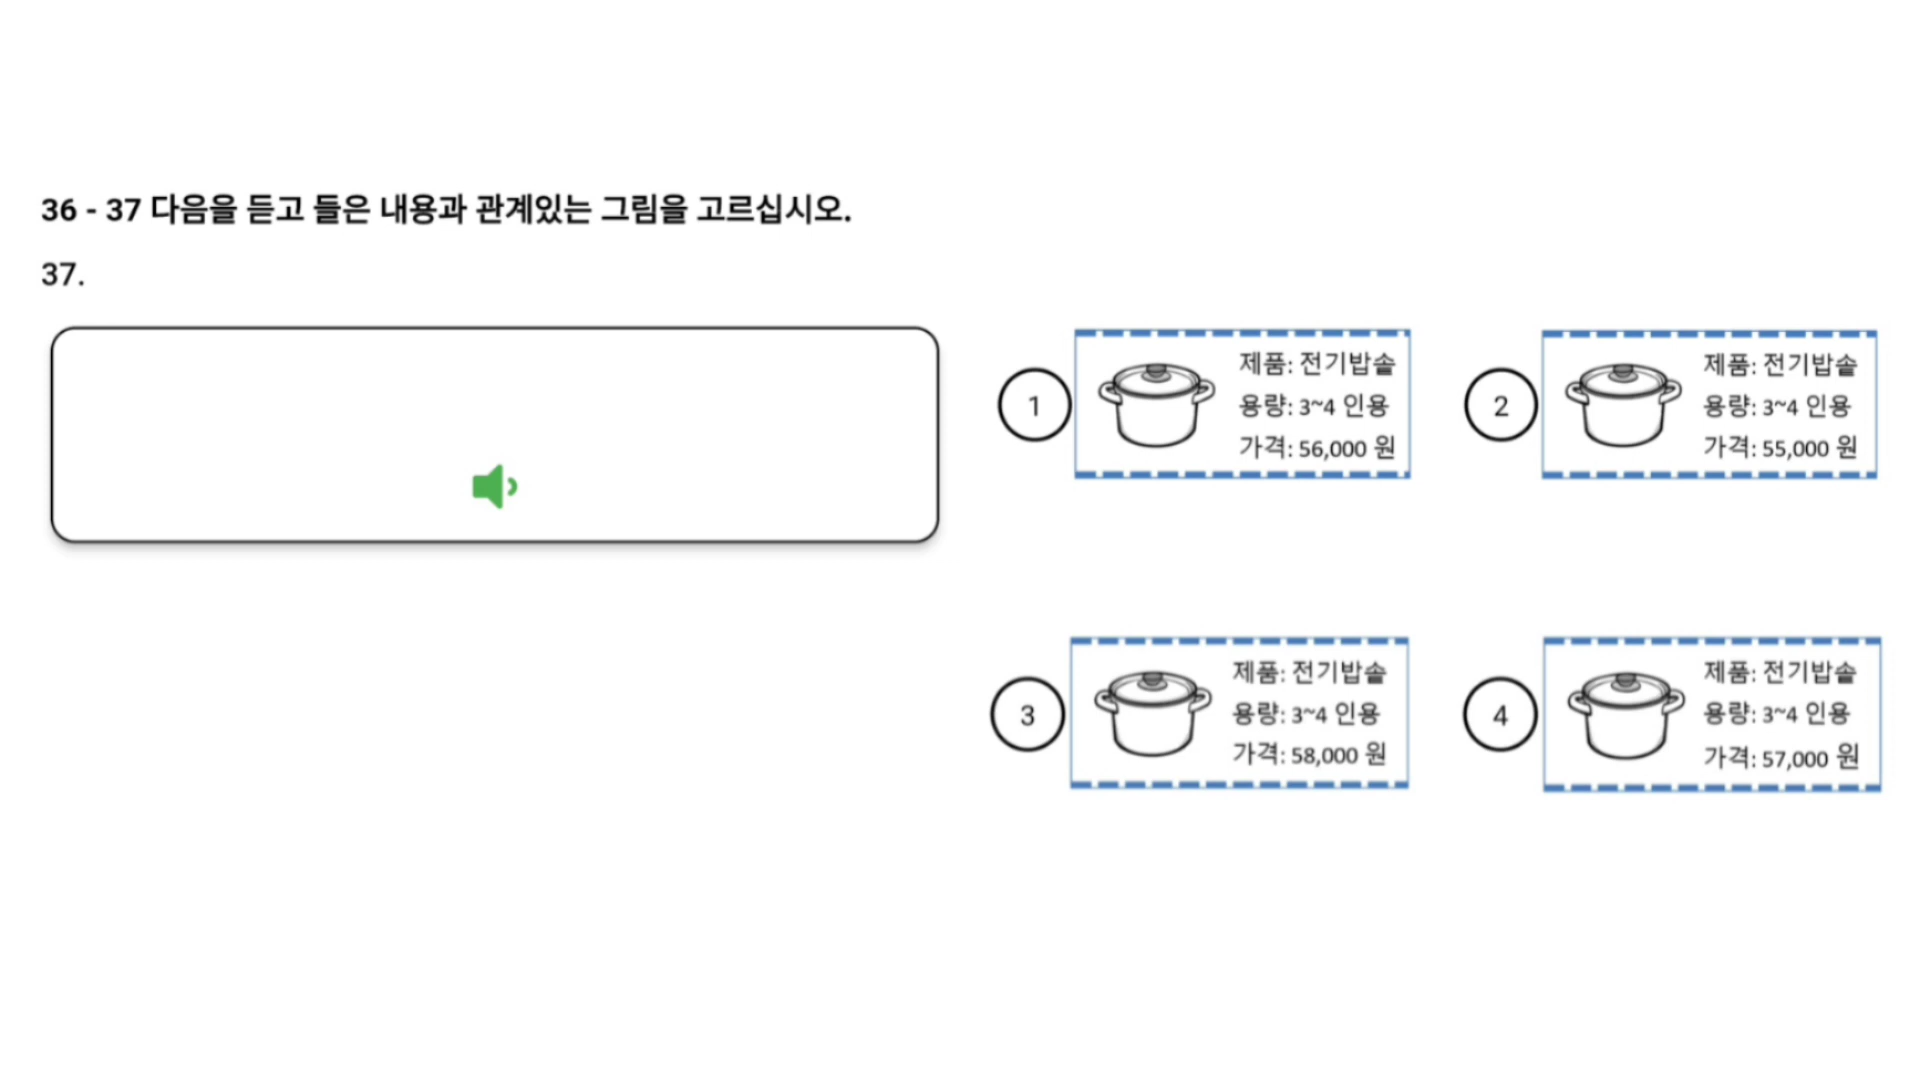 36 - 37 다음을 듣고 들은 내용과 관계있는 그림을 고르십시오.
37.
1
제품: 전기밥솥
용량: 3~4 인용
가격: 56,000 원
2
제품: 전기밥솥
용량: 3~4 인용
가격: 55,000 원
3
제품: 전기밥솥
용량: 3~4 인용
가격: 58,000 원
4
제품: 전기밥솥
용량: 3~4 인용
가격: 57,000 원